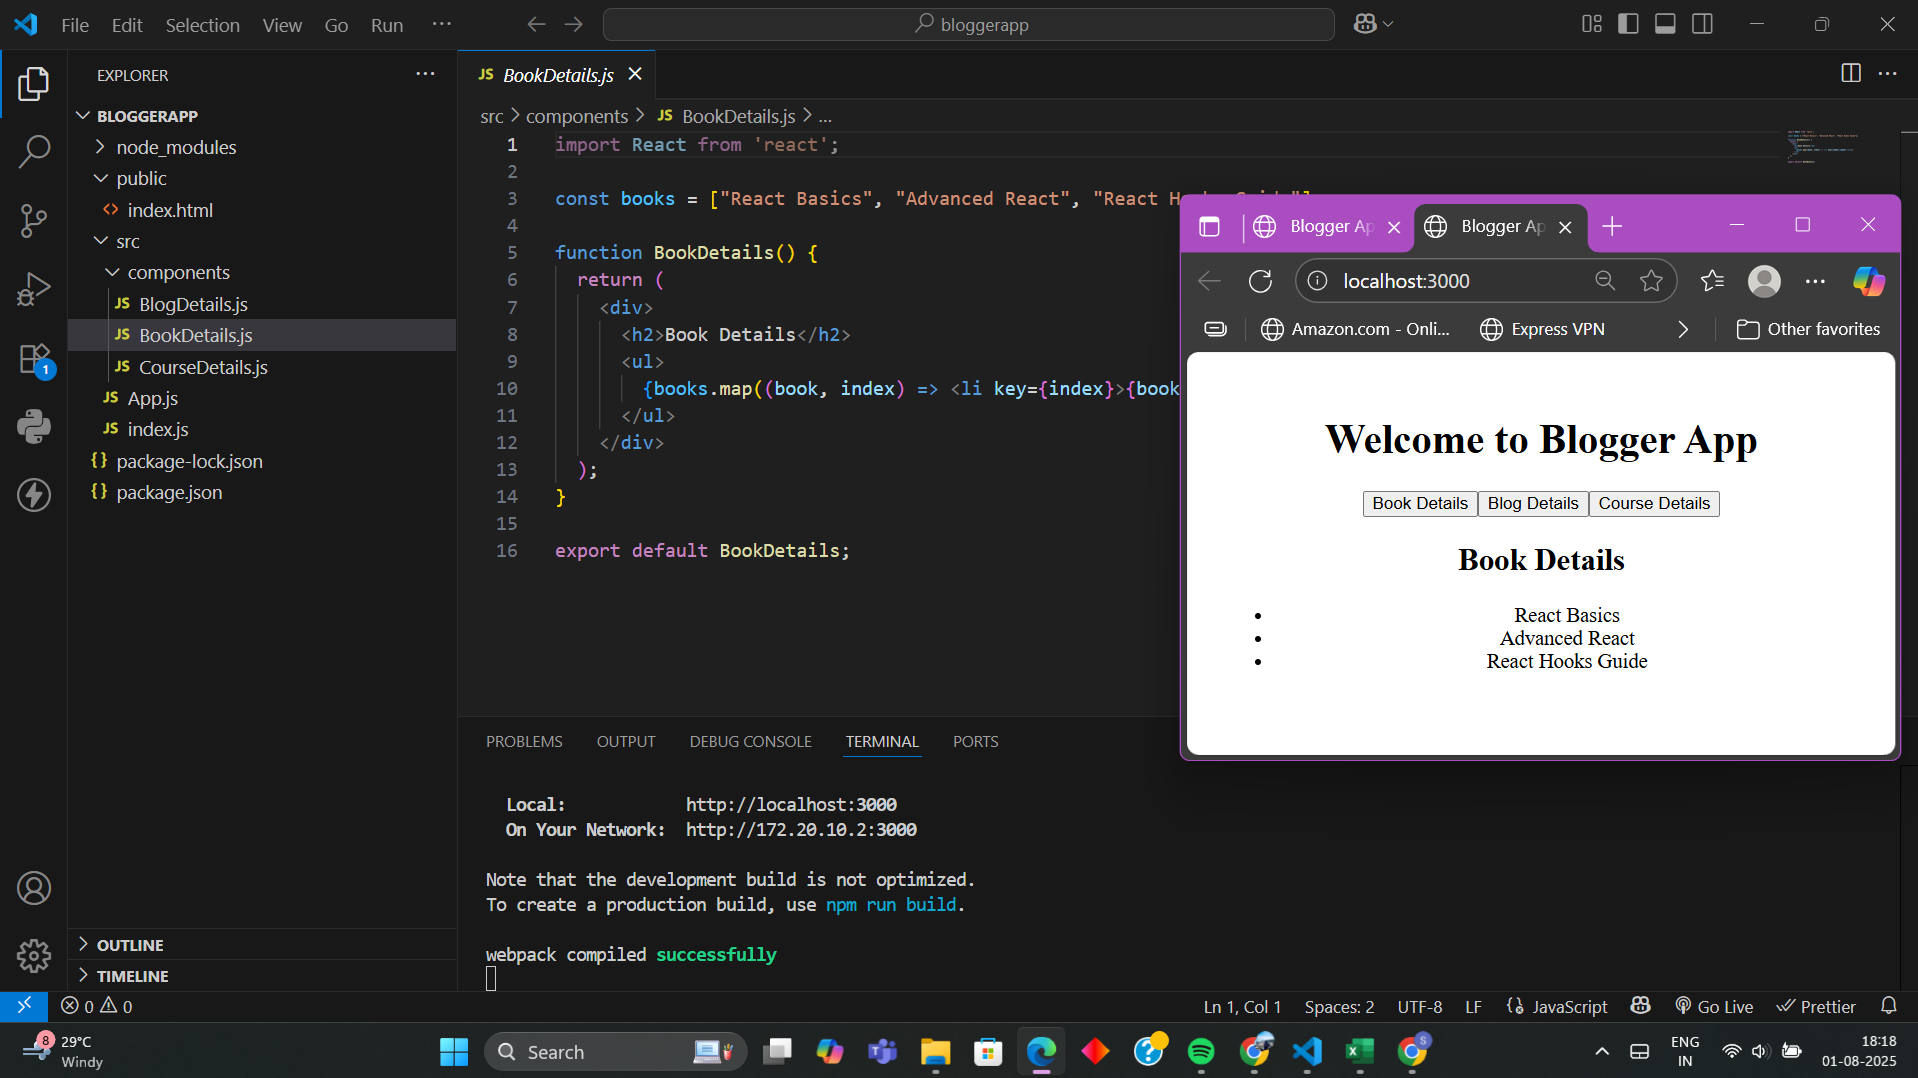 File Edit Selection View Go Run ...
bloggerapp
EXPLORER
BLOGGERAPP
node_modules
public
index.html
src
components
JS BlogDetails.js
JS BookDetails.js
JS CourseDetails.js
JS App.js
JS index.js
{} package-lock.json
{} package.json
OUTLINE
TIMELINE
1
JS BookDetails.js
src > components > JS BookDetails.js > ...
1 import React from 'react';
2
3 const books = ["React Basics", "Advanced React", "React Hooks Guide"];
4
5 function BookDetails() {
6 return (
7 <div>
8 <h2>Book Details</h2>
9 <ul>
10 {books.map((book, index) => <li key={index}>{book
11 </ul>
12 </div>
13 );
14 }
15
16 export default BookDetails;
Blogger Ap
Blogger Ap
localhost:3000
Amazon.com - Onli...
Express VPN
Other favorites
Welcome to Blogger App
Book Details Blog Details Course Details
Book Details
• React Basics
• Advanced React
• React Hooks Guide
PROBLEMS OUTPUT DEBUG CONSOLE TERMINAL PORTS
Local: http://localhost:3000
On Your Network: http://172.20.10.2:3000
Note that the development build is not optimized.
To create a production build, use npm run build.
webpack compiled successfully
0 0
Ln 1, Col 1 Spaces: 2 UTF-8 LF {} JavaScript Go Live Prettier
8
29°C
Windy
Search
ENG
IN
18:18
01-08-2025